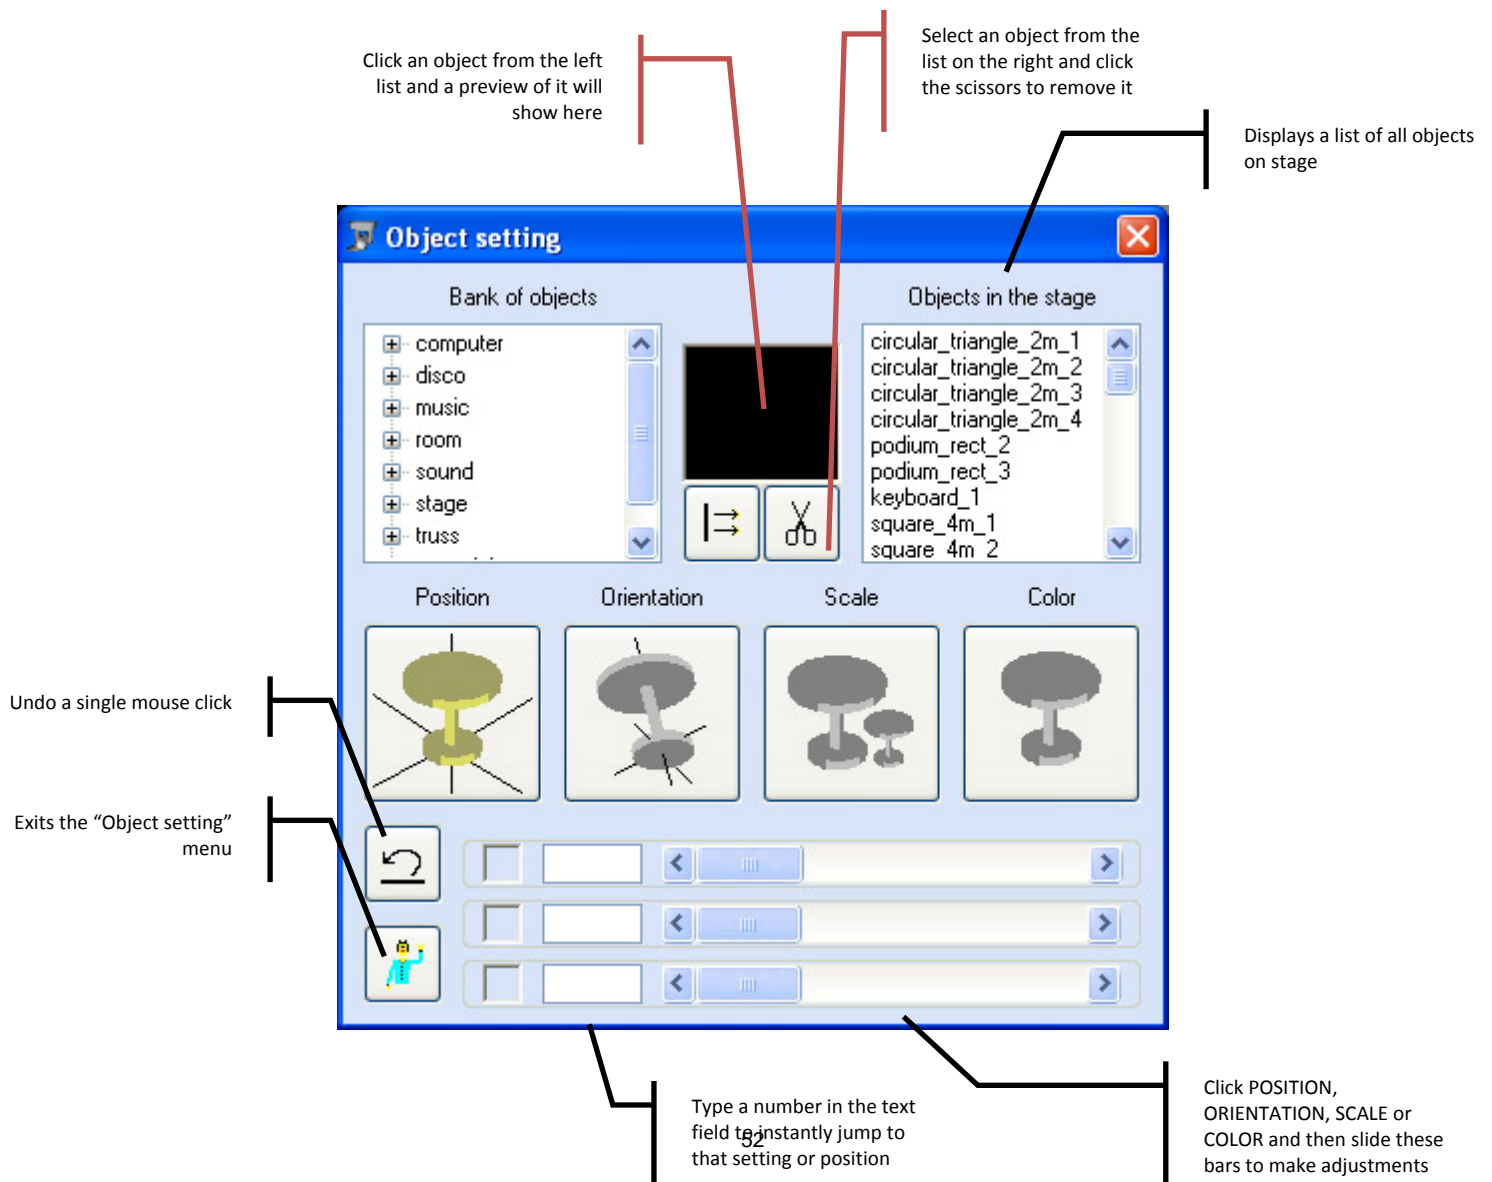 Click an object from the left
list and a preview of it will
show here
Select an object from the
list on the right and click
the scissors to remove it
Displays a list of all objects
on stage
Object setting
Bank of objects
Objects in the stage
computer
disco
music
room
sound
stage
truss
circular_triangle_2m_1
circular_triangle_2m_2
circular_triangle_2m_3
circular_triangle_2m_4
podium_rect_2
podium_rect_3
keyboard_1
square_4m_1
square_4m_2
Position
Orientation
Scale
Color
Undo a single mouse click
Exits the “Object setting”
menu
Type a number in the text
field to instantly jump to
that setting or position
52
Click POSITION,
ORIENTATION, SCALE or
COLOR and then slide these
bars to make adjustments